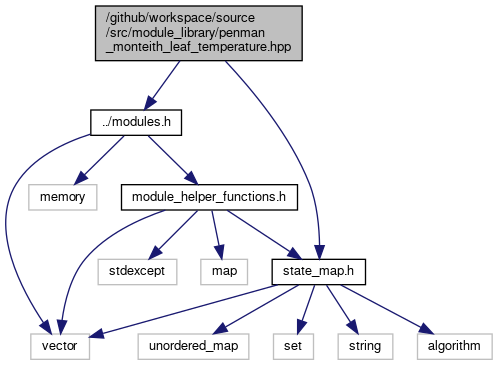 /github/workspace/source
/src/module_library/penman
_monteith_leaf_temperature.hpp
../modules.h
memory
module_helper_functions.h
stdexcept
map
state_map.h
vector
unordered_map
set
string
algorithm